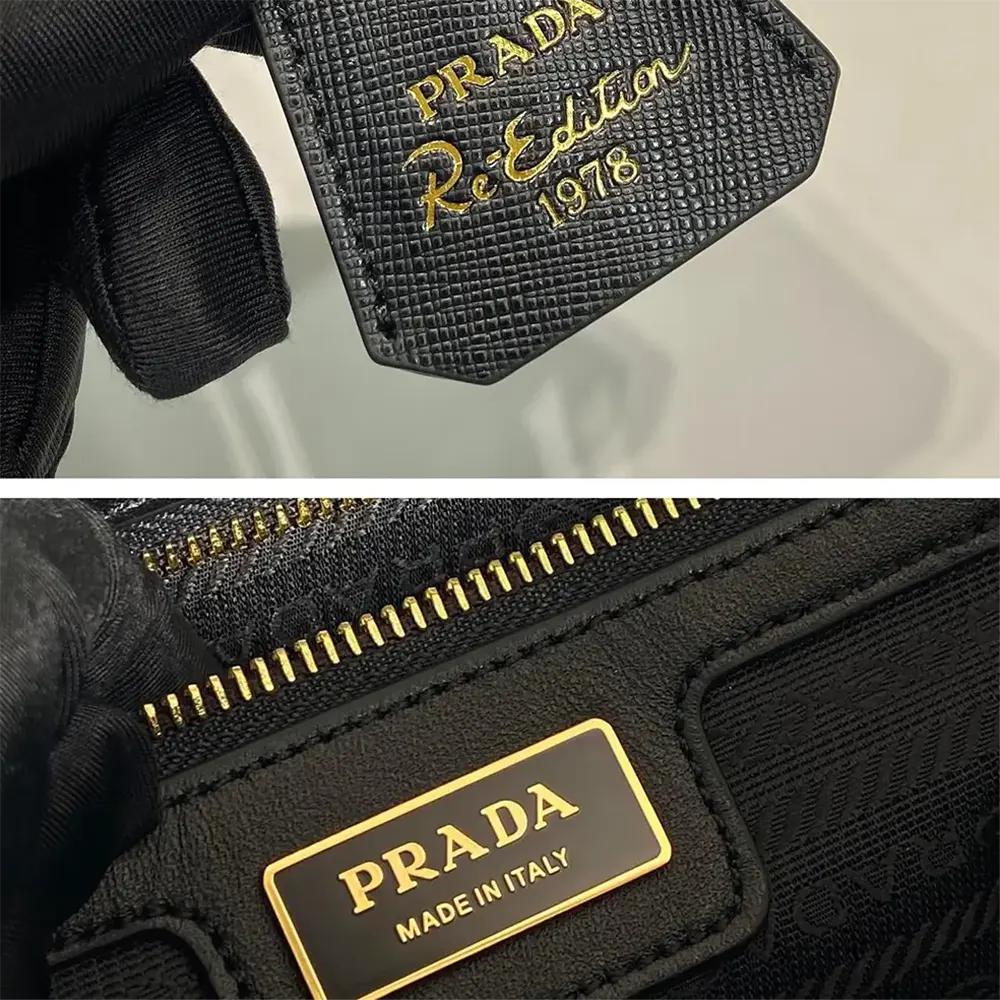 PRADA
Re-Edition
1978
PRADA
MADE IN ITALY